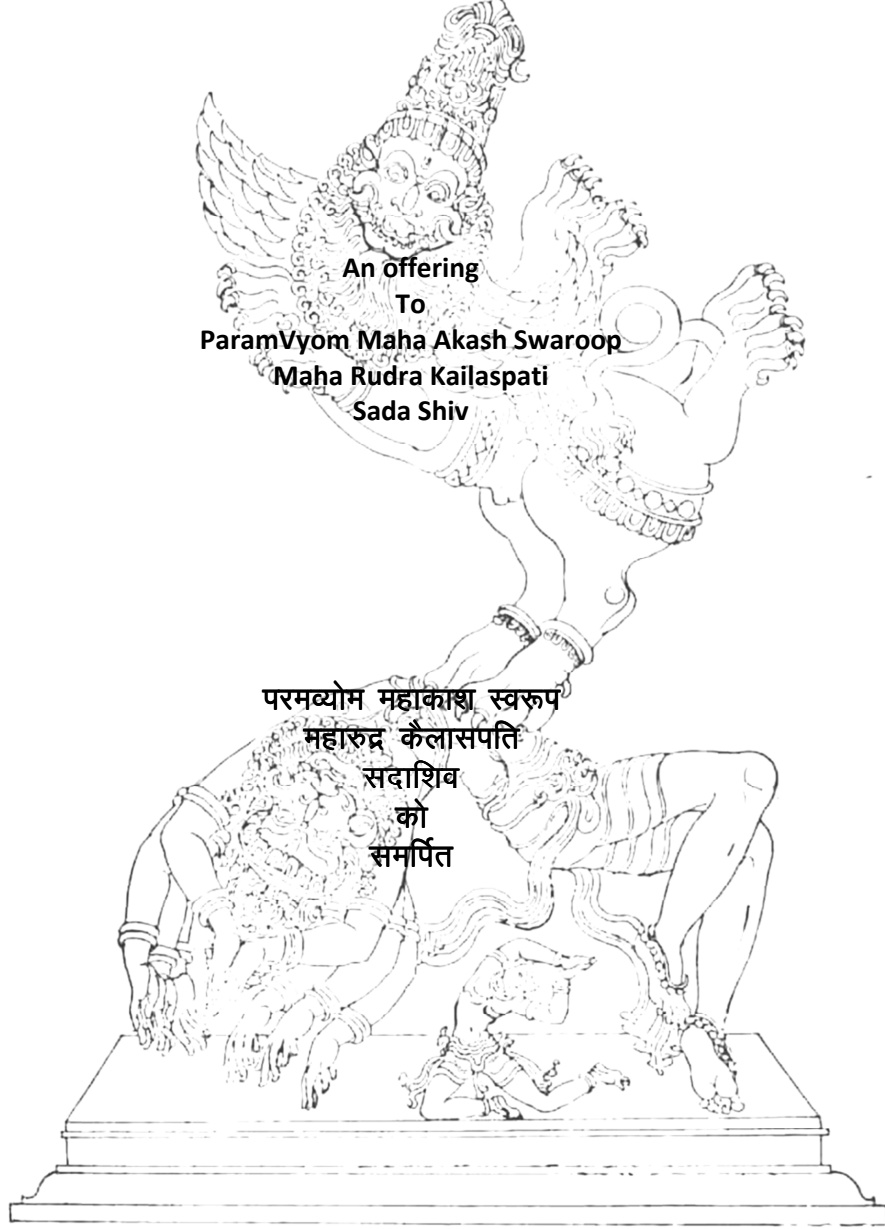 An offering
To
ParamVyom Maha Akash Swaroop
Maha Rudra Kailaspati
Sada Shiv
परमव्योम महाकाश स्वरूप
महारुद्र कैलासपति
सदाशिव
को
समर्पित